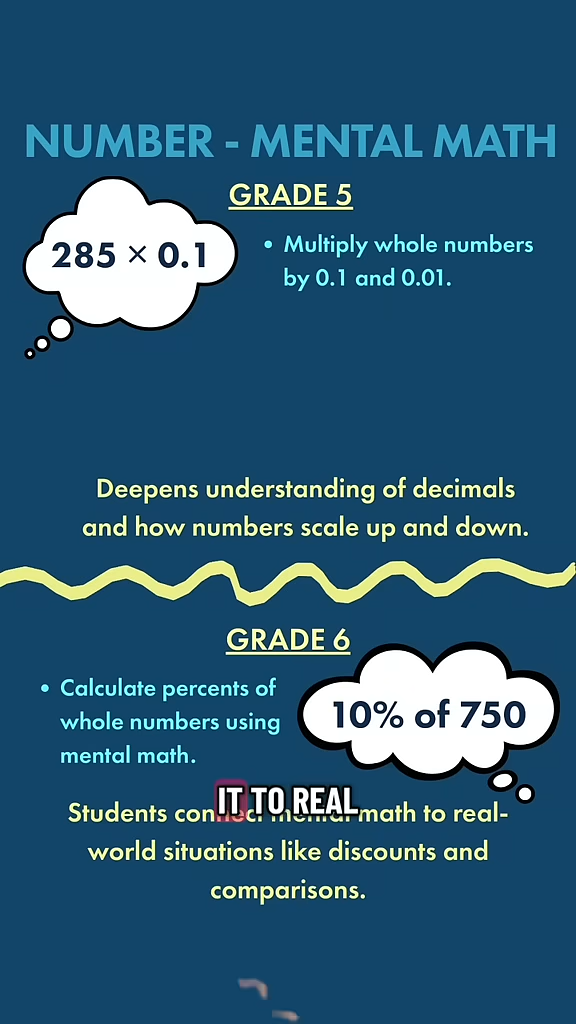 NUMBER - MENTAL MATH
GRADE 5
285 × 0.1
• Multiply whole numbers
by 0.1 and 0.01.
Deepens understanding of decimals
and how numbers scale up and down.
GRADE 6
• Calculate percents of
whole numbers using
mental math.
10% of 750
IT TO REAL
Students connect mental math to real-
world situations like discounts and
comparisons.